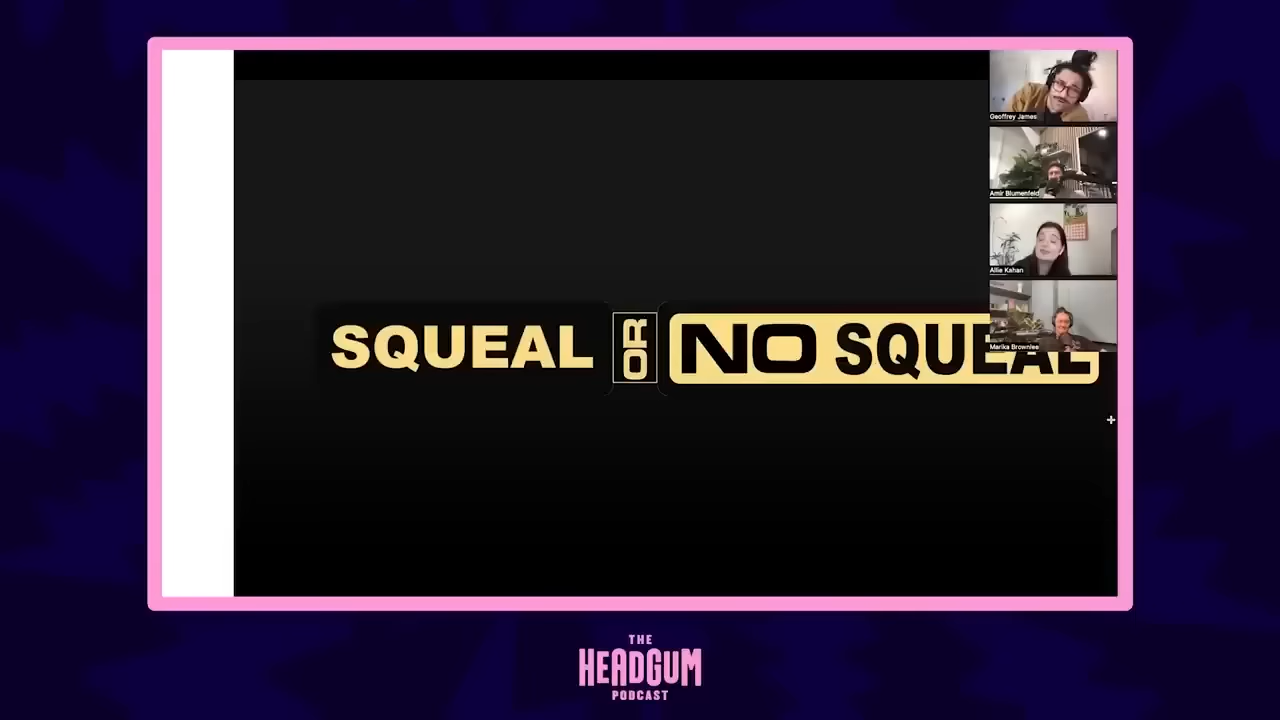 Geoffrey James
Amir Blumenfeld
Allie Kahan
Marika Brownlee
SQUEAL OR NO SQUEAL
THE
HEADGUM
PODCAST